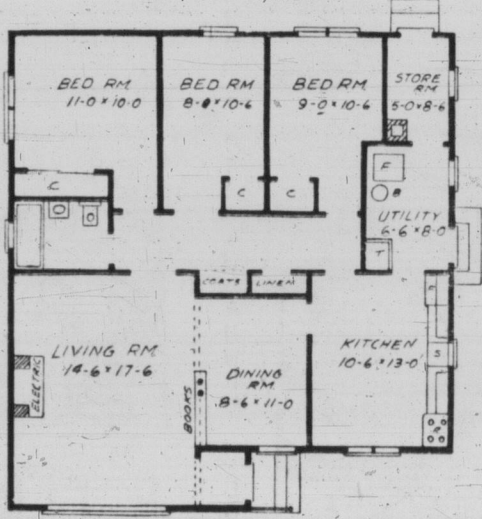 BED RM.
11-0 × 10-0
BED RM
8-0 × 10-6
BED RM.
9-0 × 10-6
STORE
RM.
5-0 × 8-6
C
C
C
F
B
UTILITY
6-6 × 8-0
T
COATS
LINEN
LIVING RM.
14-6 × 17-6
ELECTRIC
BOOKS
DINING
RM.
8-6 × 11-0
KITCHEN
10-6 × 13-0
S
R